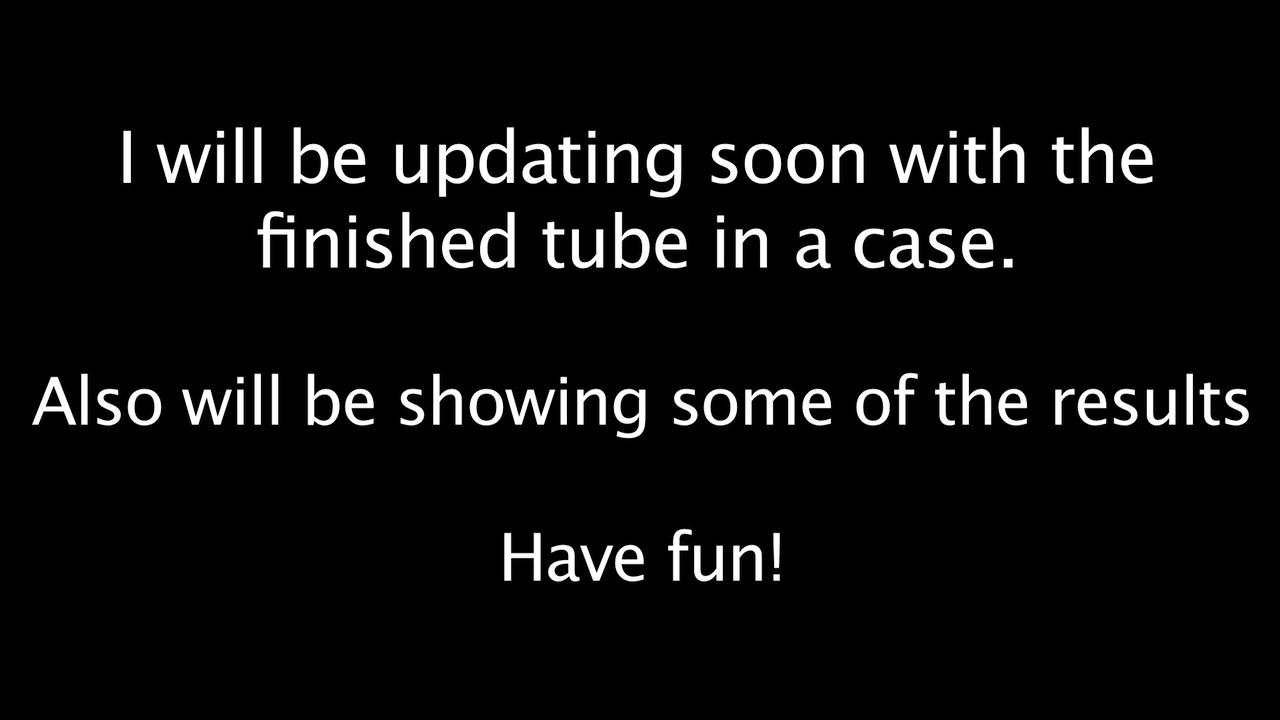 I will be updating soon with the
finished tube in a case.
Also will be showing some of the results
Have fun!